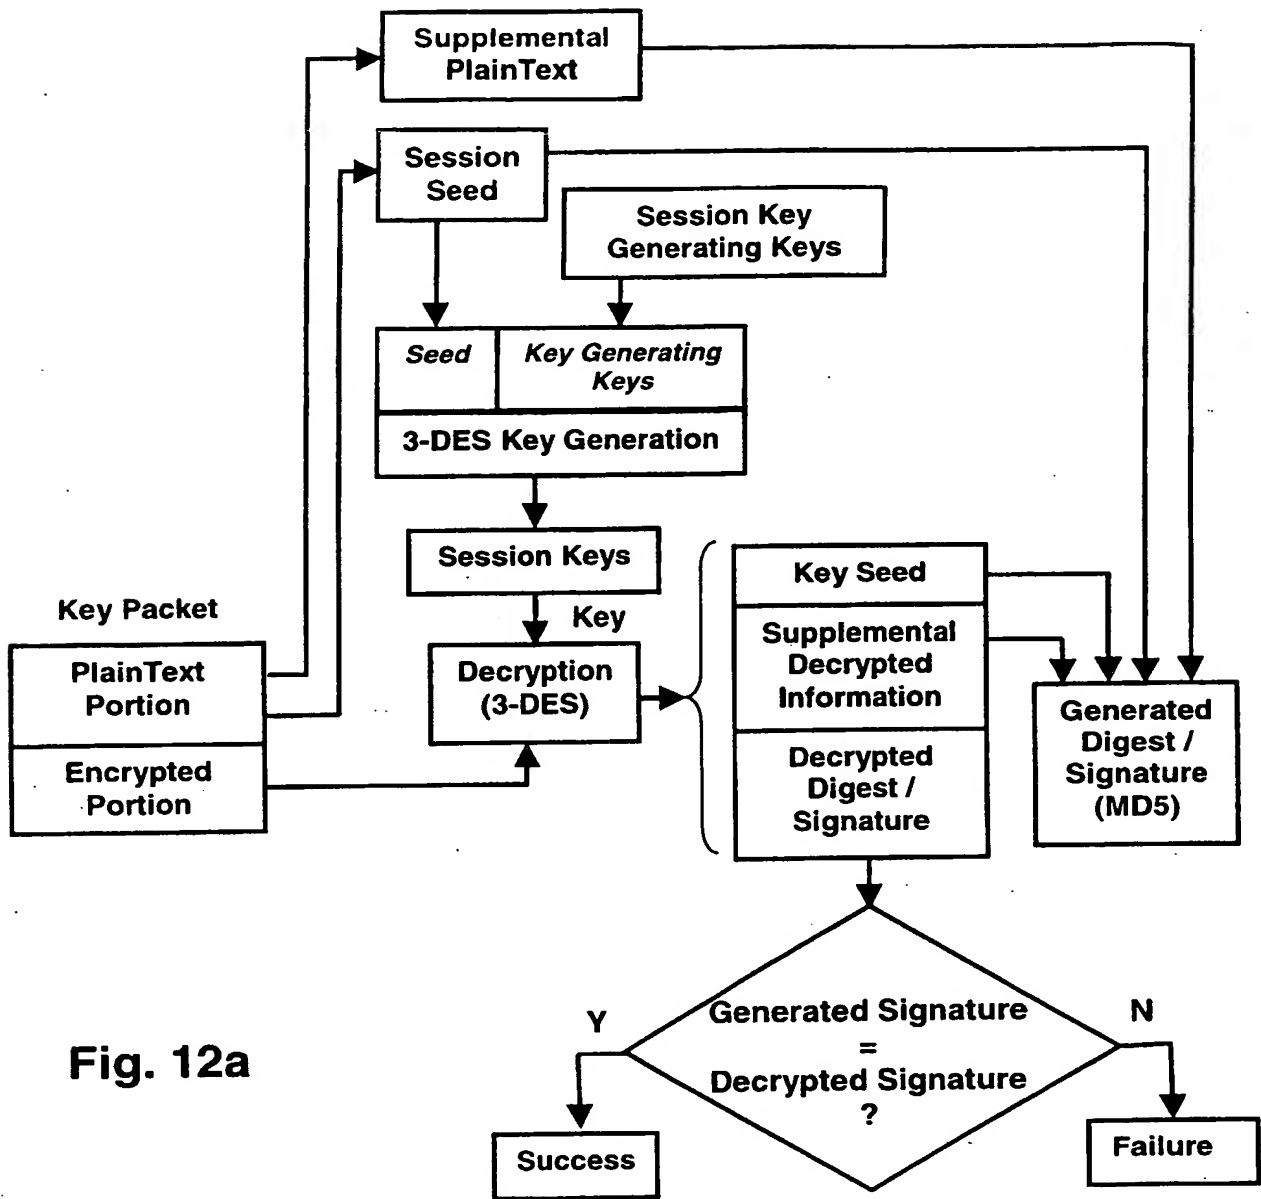 Supplemental
PlainText
Session
Seed
Session Key
Generating Keys
Seed
Key Generating
Keys
3-DES Key Generation
Session Keys
Key
Key Packet
PlainText
Portion
Encrypted
Portion
Decryption
(3-DES)
Key Seed
Supplemental
Decrypted
Information
Decrypted
Digest /
Signature
Generated
Digest /
Signature
(MD5)
Generated Signature
=
Decrypted Signature
?
Y
N
Success
Failure
Fig. 12a